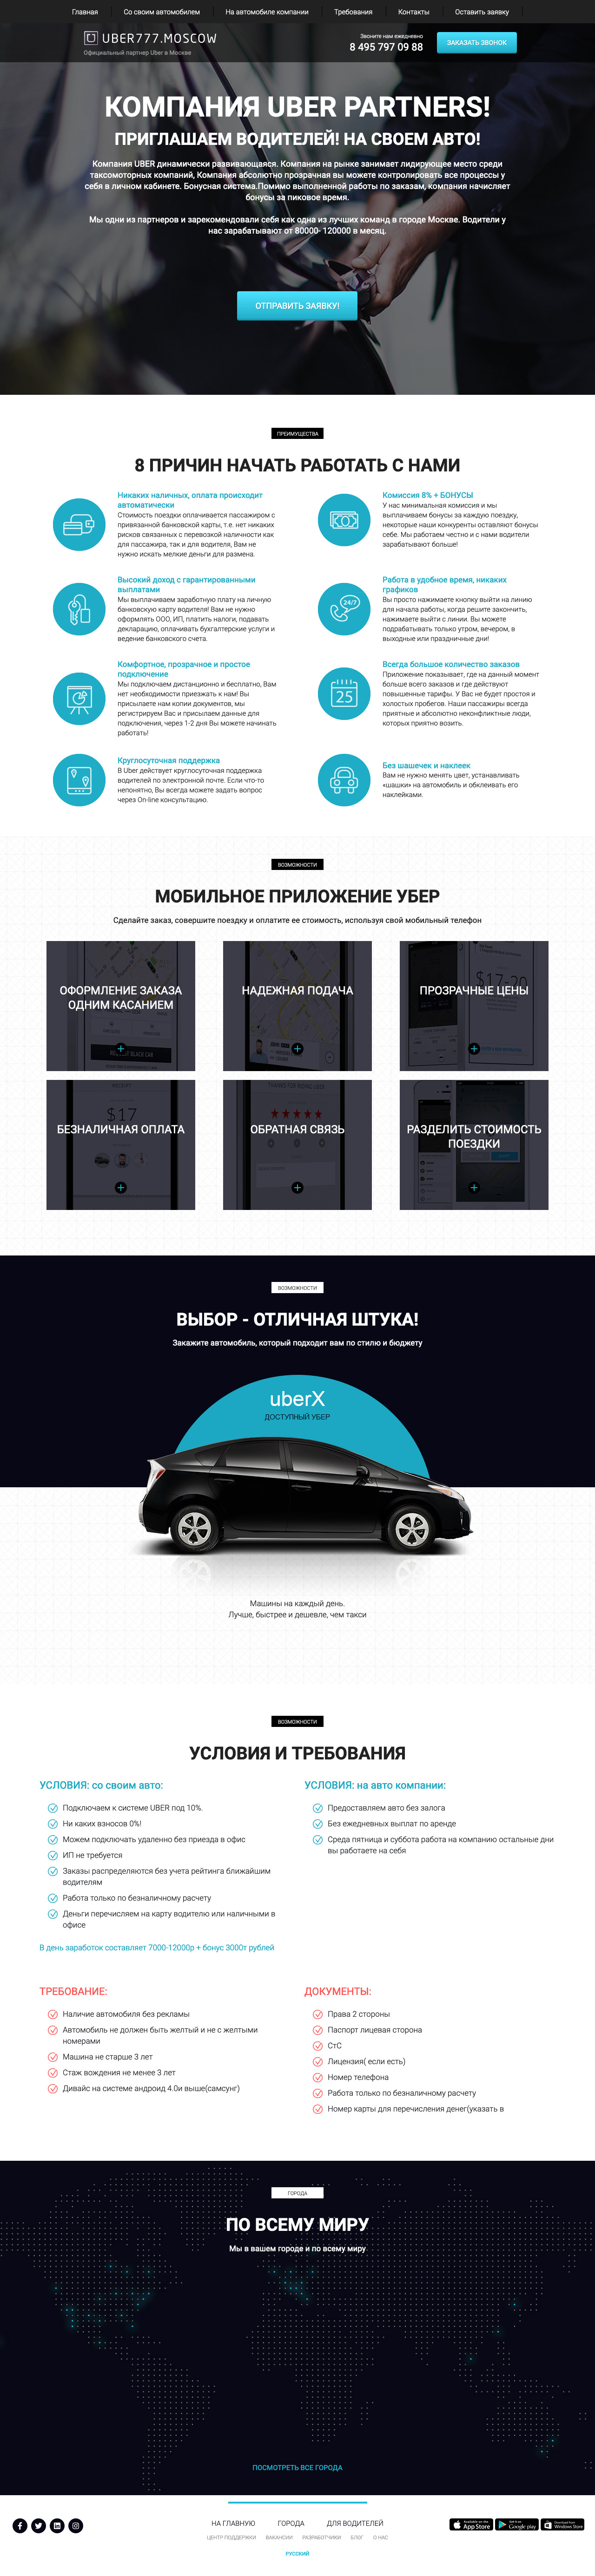 Главная
Со своим автомобилем
На автомобиле компании
Требования
Контакты
Оставить заявку
UBER777.MOSCOW
Официальный партнер Uber в Москве
Звоните нам ежедневно
8 495 797 09 88
ЗАКАЗАТЬ ЗВОНОК
КОМПАНИЯ UBER PARTNERS!
ПРИГЛАШАЕМ ВОДИТЕЛЕЙ! НА СВОЕМ АВТО!
Компания UBER динамически развивающаяся. Компания на рынке занимает лидирующее место среди
таксомоторных компаний, Компания абсолютно прозрачная вы можете контролировать все процессы у
себя в личном кабинете. Бонусная система.Помимо выполненной работы по заказам, компания начисляет
бонусы за пиковое время.
Мы одни из партнеров и зарекомендовали себя как одна из лучших команд в городе Москве. Водители у
нас зарабатывают от 80000- 120000 в месяц.
ОТПРАВИТЬ ЗАЯВКУ!
ПРЕИМУЩЕСТВА
8 ПРИЧИН НАЧАТЬ РАБОТАТЬ С НАМИ
Никаких наличных, оплата происходит
автоматически
Стоимость поездки оплачивается пассажиром с
привязанной банковской карты, т.е. нет никаких
рисков связанных с перевозкой наличности как
для пассажира, так и для водителя, Вам не
нужно искать мелкие деньги для размена.
Комиссия 8% + БОНУСЫ
У нас минимальная комиссия и мы
выплачиваем бонусы за каждую поездку,
некоторые наши конкуренты оставляют бонусы
себе. Мы работаем честно и с нами водители
зарабатывают больше!
Высокий доход с гарантированными
выплатами
Мы выплачиваем заработную плату на личную
банковскую карту водителя! Вам не нужно
оформлять ООО, ИП, платить налоги, подавать
декларацию, оплачивать бухгалтерские услуги и
ведение банковского счета.
24/7
Работа в удобное время, никаких
графиков
Вы просто нажимаете кнопку выйти на линию
для начала работы, когда решите закончить,
нажимаете выйти с линии. Вы можете
подрабатывать только утром, вечером, в
выходные или праздничные дни!
Комфортное, прозрачное и простое
подключение
Мы подключаем дистанционно и бесплатно, Вам
нет необходимости приезжать к нам! Вы
присылаете нам копии документов, мы
регистрируем Вас и присылаем данные для
подключения, через 1-2 дня Вы можете начинать
работать!
25
Всегда большое количество заказов
Приложение показывает, где на данный момент
больше всего заказов и где действуют
повышенные тарифы. У Вас не будет простоя и
холостых пробегов. Наши пассажиры всегда
приятные и абсолютно неконфликтные люди,
которых приятно возить.
Круглосуточная поддержка
В Uber действует круглосуточная поддержка
водителей по электронной почте. Если что-то
непонятно, Вы всегда можете задать вопрос
через On-line консультацию.
Без шашечек и наклеек
Вам не нужно менять цвет, устанавливать
«шашки» на автомобиль и обклеивать его
наклейками.
ВОЗМОЖНОСТИ
МОБИЛЬНОЕ ПРИЛОЖЕНИЕ УБЕР
Сделайте заказ, совершите поездку и оплатите ее стоимость, используя свой мобильный телефон
ОФОРМЛЕНИЕ ЗАКАЗА
ОДНИМ КАСАНИЕМ
НАДЕЖНАЯ ПОДАЧА
ПРОЗРАЧНЫЕ ЦЕНЫ
$17-20
$17
БЕЗНАЛИЧНАЯ ОПЛАТА
ОБРАТНАЯ СВЯЗЬ
РАЗДЕЛИТЬ СТОИМОСТЬ
ПОЕЗДКИ
ВОЗМОЖНОСТИ
ВЫБОР - ОТЛИЧНАЯ ШТУКА!
Закажите автомобиль, который подходит вам по стилю и бюджету
uberX
ДОСТУПНЫЙ УБЕР
Машины на каждый день.
Лучше, быстрее и дешевле, чем такси
ВОЗМОЖНОСТИ
УСЛОВИЯ И ТРЕБОВАНИЯ
УСЛОВИЯ: со своим авто:
Подключаем к системе UBER под 10%.
Ни каких взносов 0%!
Можем подключать удаленно без приезда в офис
ИП не требуется
Заказы распределяются без учета рейтинга ближайшим
водителям
Работа только по безналичному расчету
Деньги перечисляем на карту водителю или наличными в
офисе
В день заработок составляет 7000-12000р + бонус 3000т рублей
УСЛОВИЯ: на авто компании:
Предоставляем авто без залога
Без ежедневных выплат по аренде
Среда пятница и суббота работа на компанию остальные дни
вы работаете на себя
ТРЕБОВАНИЕ:
Наличие автомобиля без рекламы
Автомобиль не должен быть желтый и не с желтыми
номерами
Машина не старше 3 лет
Стаж вождения не менее 3 лет
Дивайс на системе андроид 4.0и выше(самсунг)
ДОКУМЕНТЫ:
Права 2 стороны
Паспорт лицевая сторона
СтС
Лицензия( если есть)
Номер телефона
Работа только по безналичному расчету
Номер карты для перечисления денег(указать в
ГОРОДА
ПО ВСЕМУ МИРУ
Мы в вашем городе и по всему миру
ПОСМОТРЕТЬ ВСЕ ГОРОДА
НА ГЛАВНУЮ
ГОРОДА
ДЛЯ ВОДИТЕЛЕЙ
ЦЕНТР ПОДДЕРЖКИ
ВАКАНСИИ
РАЗРАБОТЧИКИ
БЛОГ
О НАС
РУССКИЙ
Available on the
App Store
Get it on
Google play
Download from
Windows Store